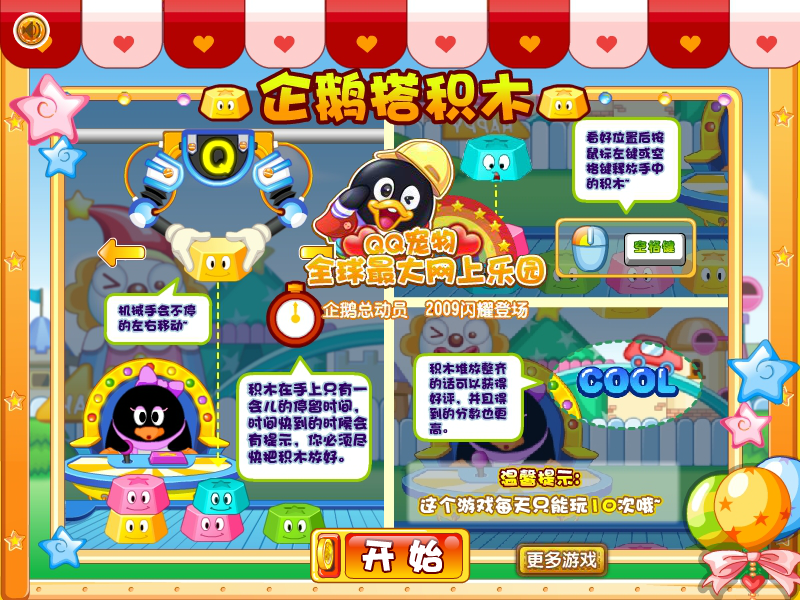 企鹅搭积木
Q
看好位置后按
鼠标左键或空
格键释放手中
的积木~
空格键
QQ宠物
全球最大网上乐园
企鹅总动员 2009闪耀登场
机械手会不停
的左右移动~
积木在手上只有一
会儿的停留时间,
时间快到的时候会
有提示,你必须尽
快把积木放好。
积木堆放整齐
的话可以获得
好评,并且得
到的分数也更
高。
COOL
温馨提示:
这个游戏每天只能玩10次哦~
开始
更多游戏